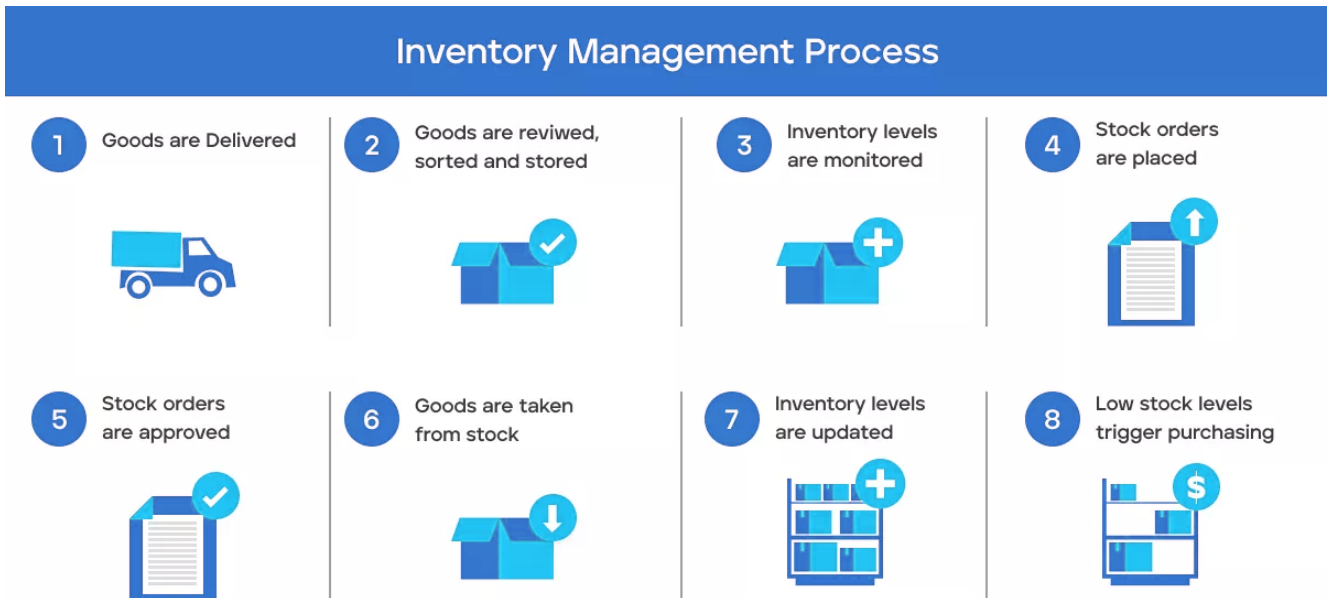 Inventory Management Process
1
Goods are Delivered
2
Goods are reviwed,
sorted and stored
3
Inventory levels
are monitored
4
Stock orders
are placed
5
Stock orders
are approved
6
Goods are taken
from stock
7
Inventory levels
are updated
8
Low stock levels
trigger purchasing
$